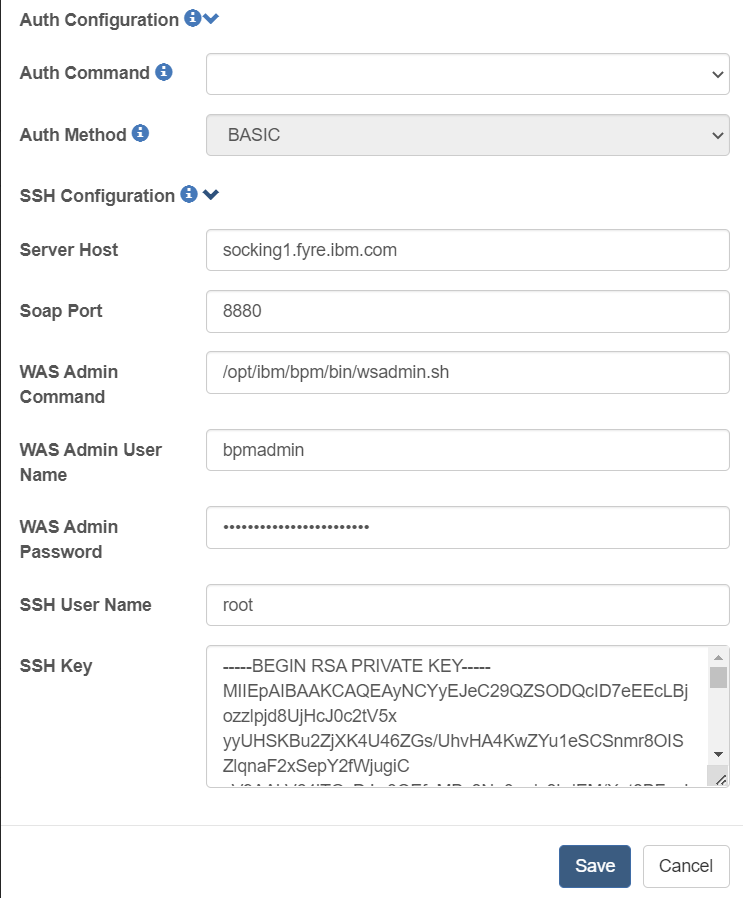 Auth Configuration
Auth Command
Auth Method BASIC
SSH Configuration
Server Host socking1.fyre.ibm.com
Soap Port 8880
WAS Admin Command /opt/ibm/bpm/bin/wsadmin.sh
WAS Admin User Name bpmadmin
WAS Admin Password ••••••••••••••••••••••••
SSH User Name root
SSH Key -----BEGIN RSA PRIVATE KEY-----
MIIEpAIBAAKCAQEAyNCYyEJeC29QZSODQcID7eEEcLBj
ozzlpjd8UjHcJ0c2tV5x
yyUHSKBu2ZjXK4U46ZGs/UhvHA4KwZYu1eSCSnmr8OIS
ZlqnaF2xSepY2fWjugiC
Save Cancel